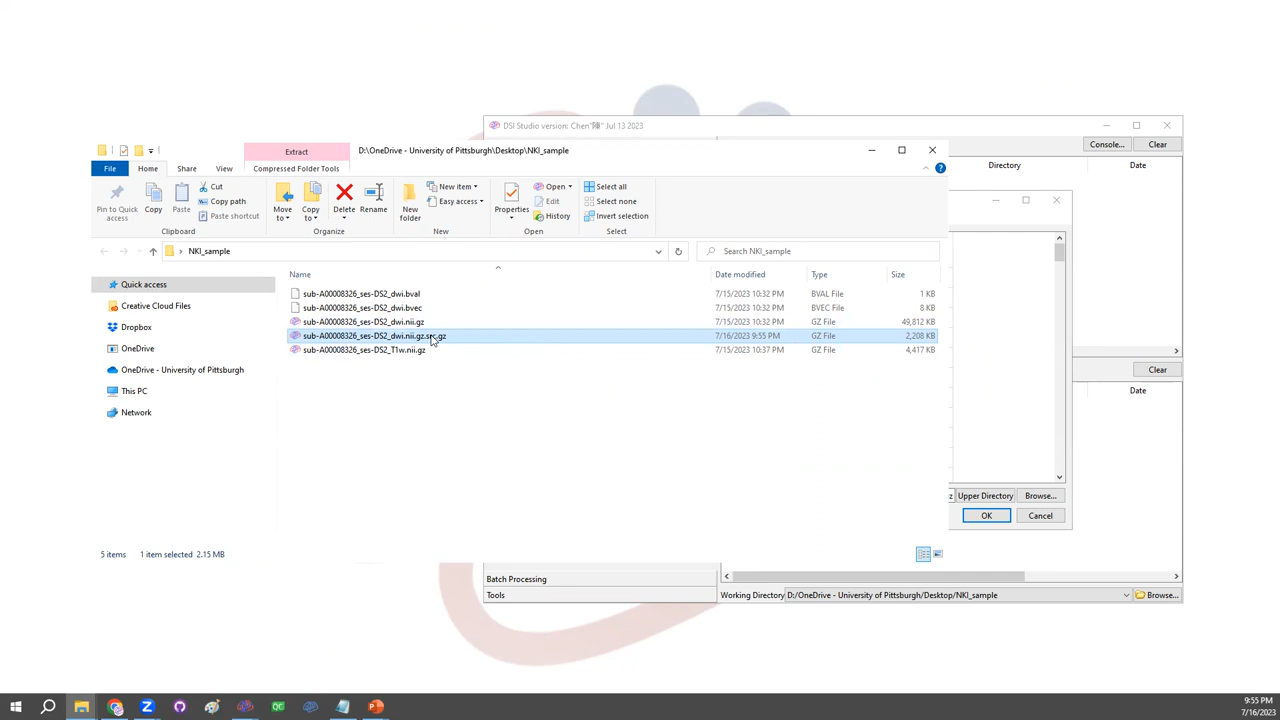 DSI Studio version: Chen"陳" Jul 13 2023
Extract
D:\OneDrive - University of Pittsburgh\Desktop\NKI_sample
Console...
Clear
File
Home
Share
View
Compressed Folder Tools
Directory
Date
Pin to Quick access
Copy
Paste
Cut
Copy path
Paste shortcut
Clipboard
Move to
Copy to
Delete
Rename
Organize
New folder
New item
Easy access
New
Properties
Open
Edit
History
Open
Select all
Select none
Invert selection
Select
NKI_sample
Search NKI_sample
Name
Date modified
Type
Size
Quick access
Creative Cloud Files
Dropbox
OneDrive
OneDrive - University of Pittsburgh
This PC
Network
sub-A00008326_ses-DS2_dwi.bval 7/15/2023 10:32 PM BVAL File 1 KB
sub-A00008326_ses-DS2_dwi.bvec 7/15/2023 10:32 PM BVEC File 8 KB
sub-A00008326_ses-DS2_dwi.nii.gz 7/15/2023 10:32 PM GZ File 49,812 KB
sub-A00008326_ses-DS2_dwi.nii.gz.src.gz 7/16/2023 9:55 PM GZ File 2,208 KB
sub-A00008326_ses-DS2_T1w.nii.gz 7/15/2023 10:37 PM GZ File 4,417 KB
Clear
Date
z
Upper Directory
Browse...
OK
Cancel
5 items 1 item selected 2.15 MB
Batch Processing
Tools
Working Directory D:/OneDrive - University of Pittsburgh/Desktop/NKI_sample
Browse...
QC
9:55 PM
7/16/2023